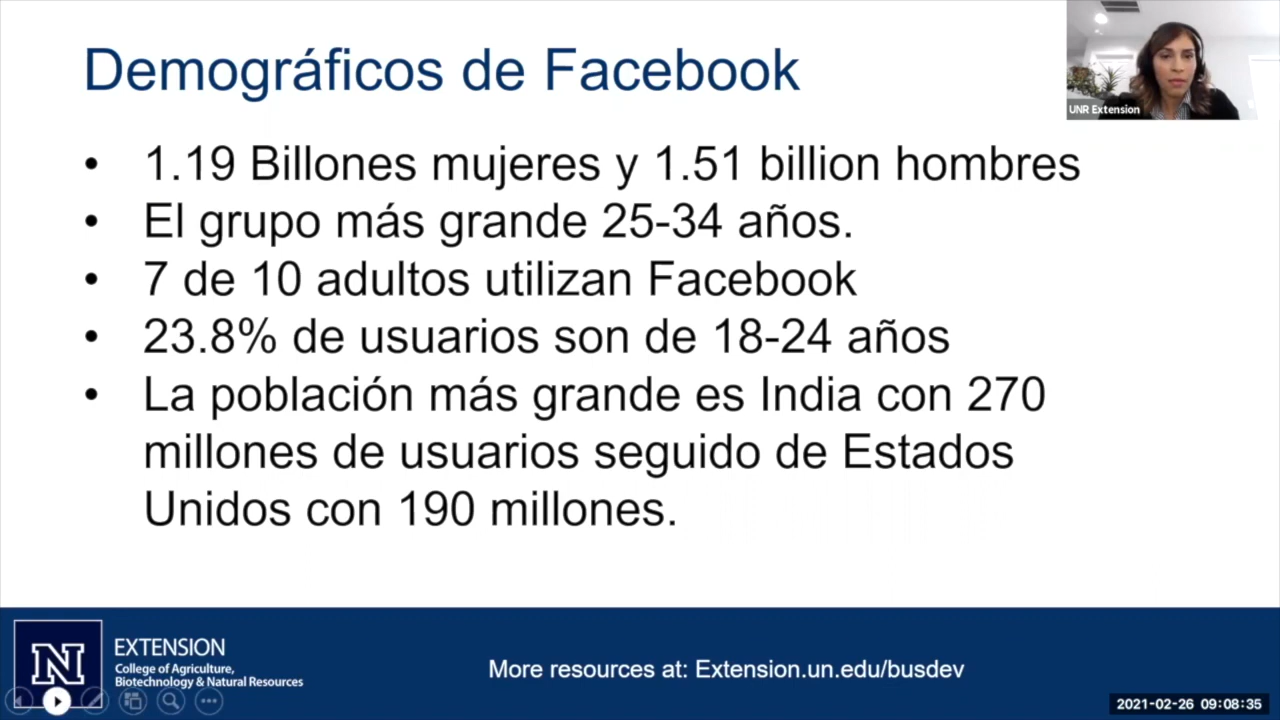 Demográficos de Facebook
UNR Extension
• 1.19 Billones mujeres y 1.51 billion hombres
• El grupo más grande 25-34 años.
• 7 de 10 adultos utilizan Facebook
• 23.8% de usuarios son de 18-24 años
• La población más grande es India con 270
millones de usuarios seguido de Estados
Unidos con 190 millones.
N
EXTENSION
College of Agriculture,
Biotechnology & Natural Resources
More resources at: Extension.un.edu/busdev
2021-02-26 09:08:35